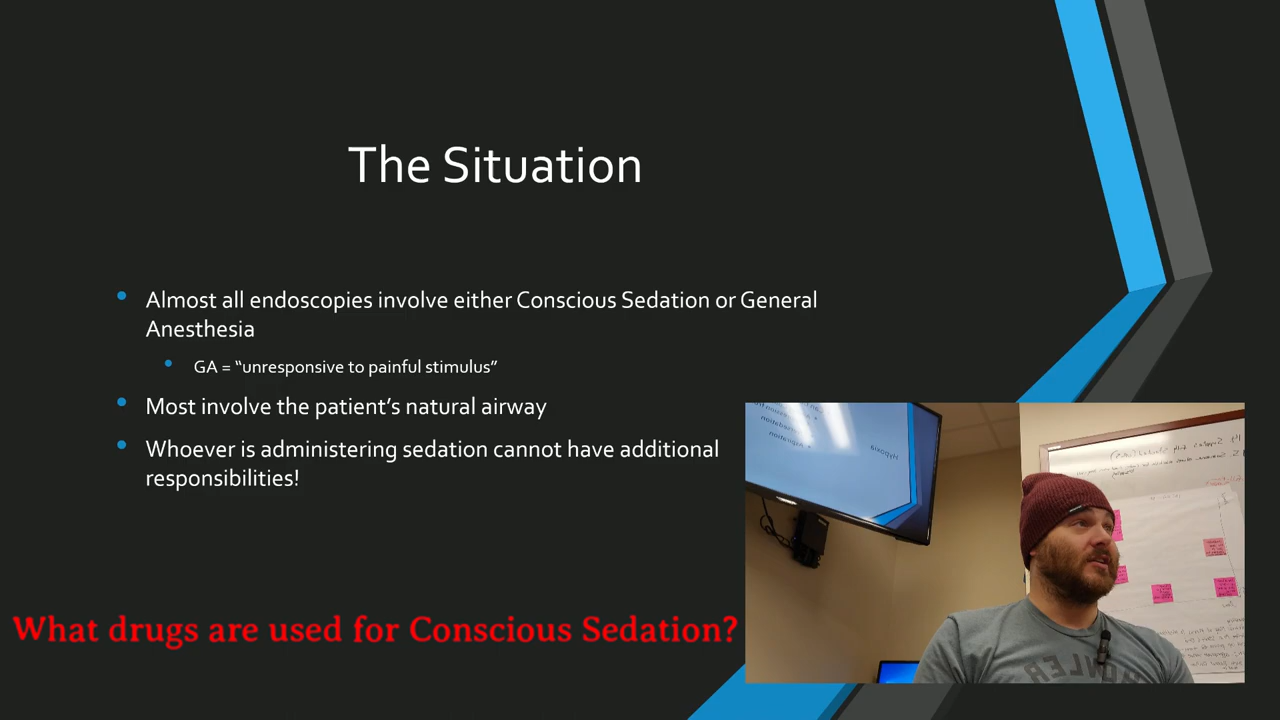 The Situation
Almost all endoscopies involve either Conscious Sedation or General
Anesthesia
GA = “unresponsive to painful stimulus”
Most involve the patient’s natural airway
Whoever is administering sedation cannot have additional
responsibilities!
What drugs are used for Conscious Sedation?
Hypoxia